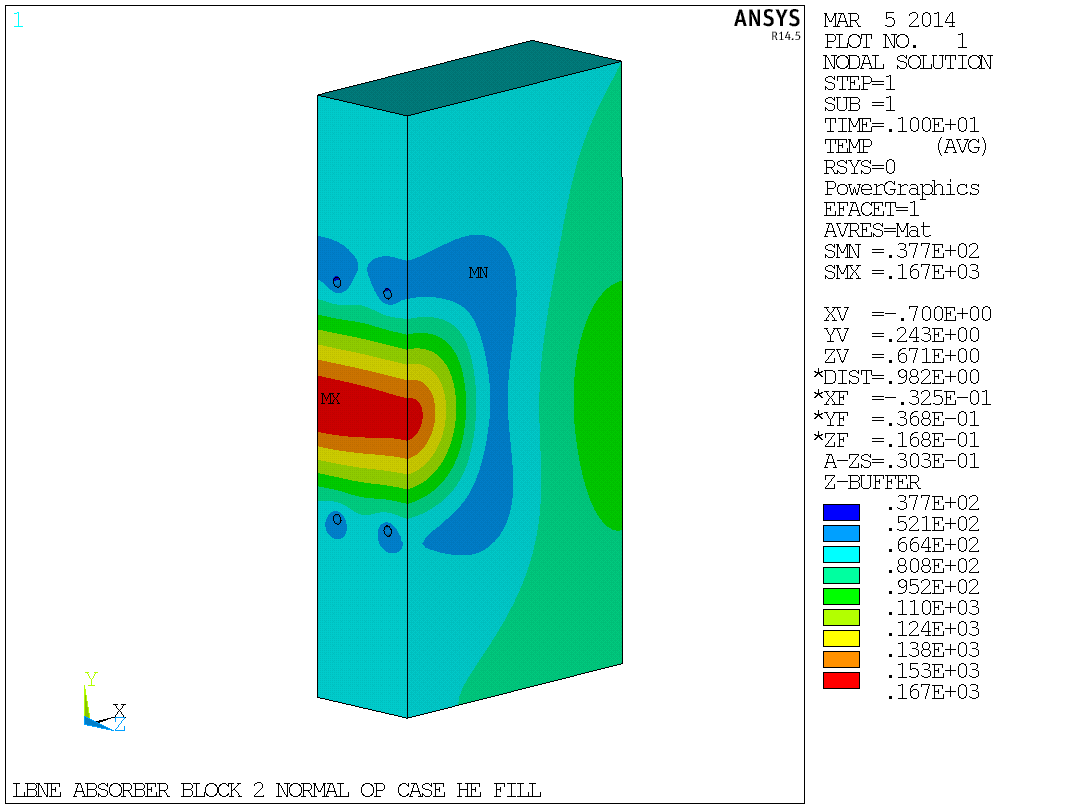 1
ANSYS
R14.5
MAR  5 2014
PLOT NO.   1
NODAL SOLUTION
STEP=1
SUB =1
TIME=.100E+01
TEMP     (AVG)
RSYS=0
PowerGraphics
EFACET=1
AVRES=Mat
SMN =.377E+02
SMX =.167E+03
XV  =-.700E+00
YV  =.243E+00
ZV  =.671E+00
*DIST=.982E+00
*XF  =-.325E-01
*YF  =.368E-01
*ZF  =.168E-01
A-ZS=.303E-01
Z-BUFFER
.377E+02
.521E+02
.664E+02
.808E+02
.952E+02
.110E+03
.124E+03
.138E+03
.153E+03
.167E+03
MN
MX
Y
X
Z
LBNE ABSORBER BLOCK 2 NORMAL OP CASE HE FILL